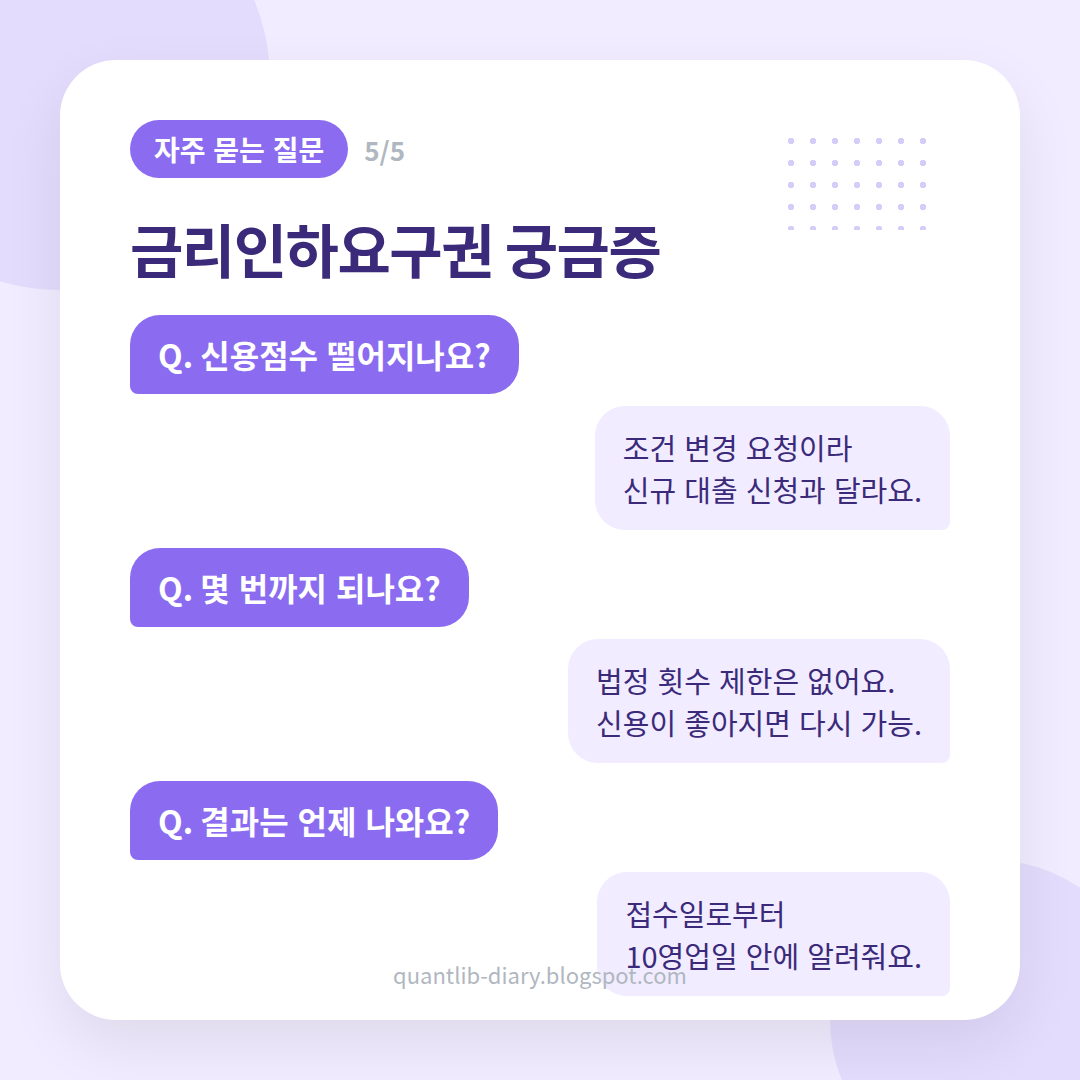 자주 묻는 질문 5/5
금리인하요구권 궁금증
Q. 신용점수 떨어지나요?
조건 변경 요청이라
신규 대출 신청과 달라요.
Q. 몇 번까지 되나요?
법정 횟수 제한은 없어요.
신용이 좋아지면 다시 가능.
Q. 결과는 언제 나와요?
접수일로부터
10영업일 안에 알려줘요.
quantlib-diary.blogspot.com